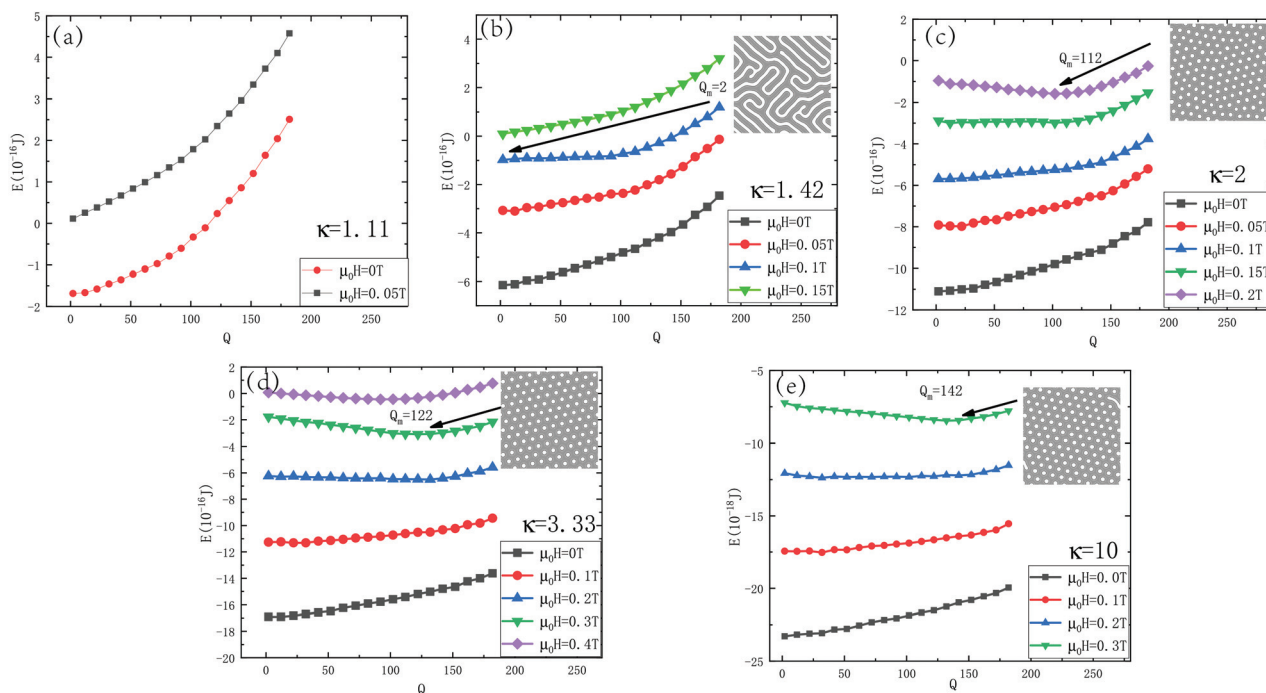 (a)
E (10⁻¹⁶J)
5
4
3
2
1
0
-1
-2
κ=1.11
μ₀H=0T
μ₀H=0.05T
0 50 100 150 200 250
Q
(b)
E (10⁻¹⁶J)
4
2
0
-2
-4
-6
Qₘ=2
κ=1.42
μ₀H=0T
μ₀H=0.05T
μ₀H=0.1T
μ₀H=0.15T
0 50 100 150 200 250
Q
(c)
E (10⁻¹⁶J)
2
0
-2
-4
-6
-8
-10
-12
Qₘ=112
κ=2
μ₀H=0T
μ₀H=0.05T
μ₀H=0.1T
μ₀H=0.15T
μ₀H=0.2T
0 50 100 150 200 250
Q
(d)
E (10⁻¹⁶J)
2
0
-2
-4
-6
-8
-10
-12
-14
-16
-18
-20
Qₘ=122
κ=3.33
μ₀H=0T
μ₀H=0.1T
μ₀H=0.2T
μ₀H=0.3T
μ₀H=0.4T
0 50 100 150 200 250
Q
(e)
E (10⁻¹⁸J)
-5
-10
-15
-20
-25
Qₘ=142
κ=10
μ₀H=0.0T
μ₀H=0.1T
μ₀H=0.2T
μ₀H=0.3T
0 50 100 150 200 250
Q